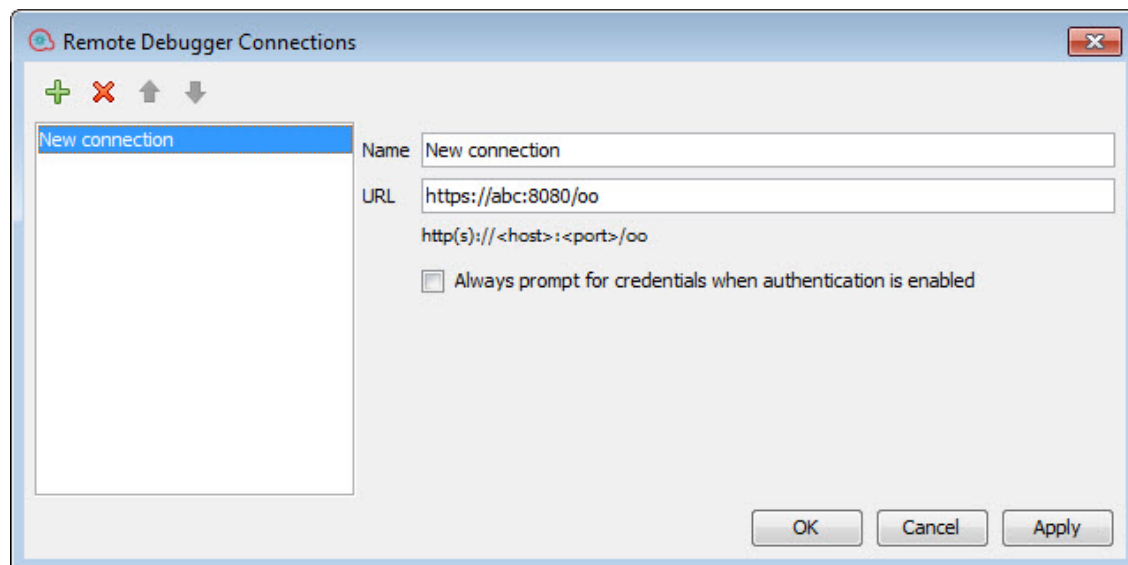 Remote Debugger Connections
New connection
Name New connection
URL https://abc:8080/oo
http(s)://<host>:<port>/oo
Always prompt for credentials when authentication is enabled
OK Cancel Apply